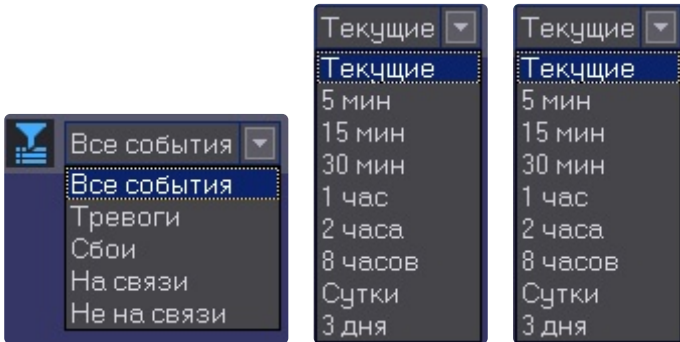 Все события
Все события
Тревоги
Сбои
На связи
Не на связи
Текущие
Текущие
5 мин
15 мин
30 мин
1 час
2 часа
8 часов
Сутки
3 дня
Текущие
Текущие
5 мин
15 мин
30 мин
1 час
2 часа
8 часов
Сутки
3 дня